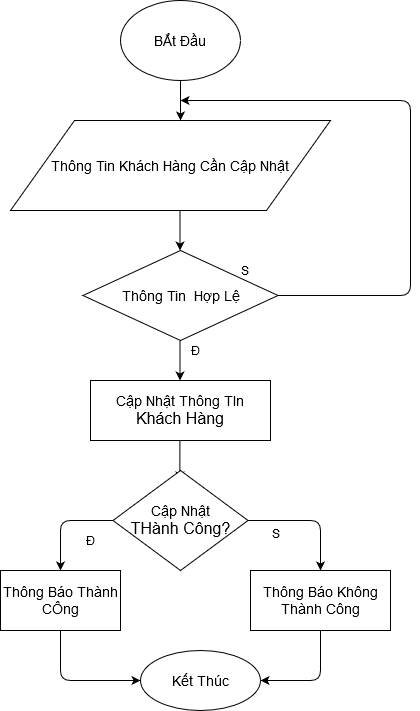 BẮt Đầu
Thông Tin Khách Hàng Cần Cập Nhật
S
Thông Tin Hợp Lệ
Đ
Cập Nhật Thông TIn
Khách Hàng
Cập Nhật
THành Công?
Đ
S
Thông Báo Thành
CÔng
Thông Báo Không
Thành Công
Kết Thúc